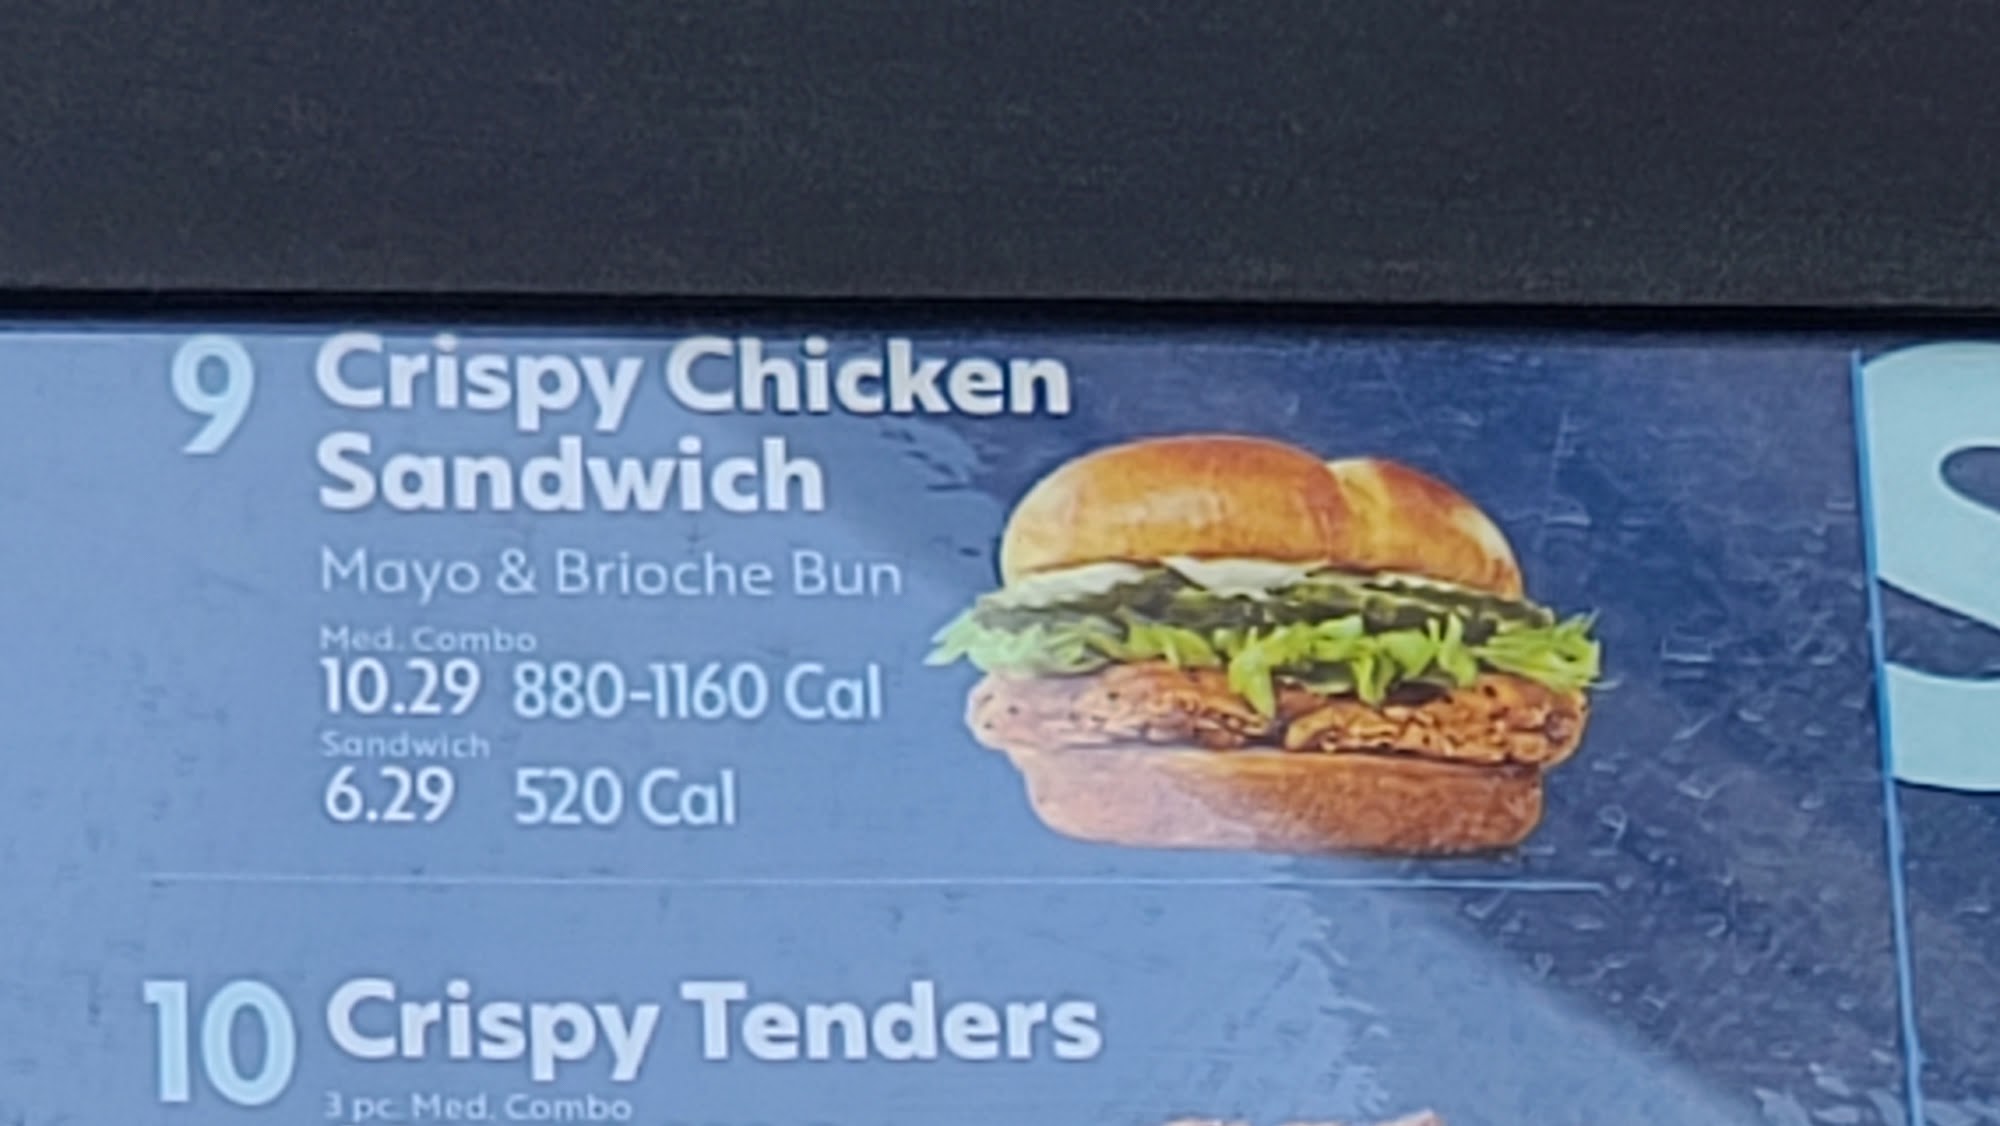 9 Crispy Chicken
Sandwich
Mayo & Brioche Bun
Med. Combo
10.29 880-1160 Cal
Sandwich
6.29 520 Cal
10 Crispy Tenders
3 pc. Med. Combo
S